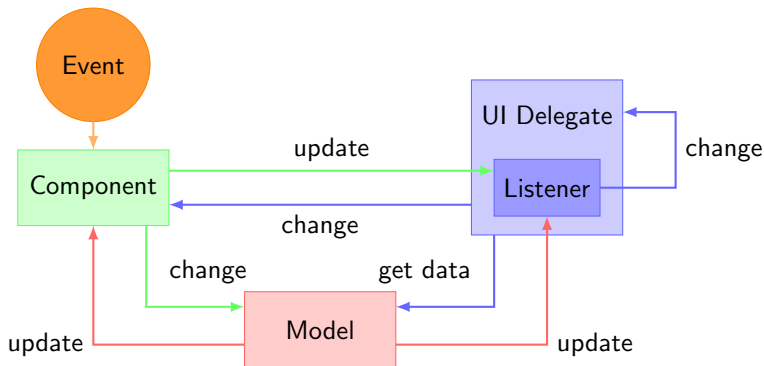 Event
UI Delegate
update
change
Component
Listener
change
change
get data
Model
update
update